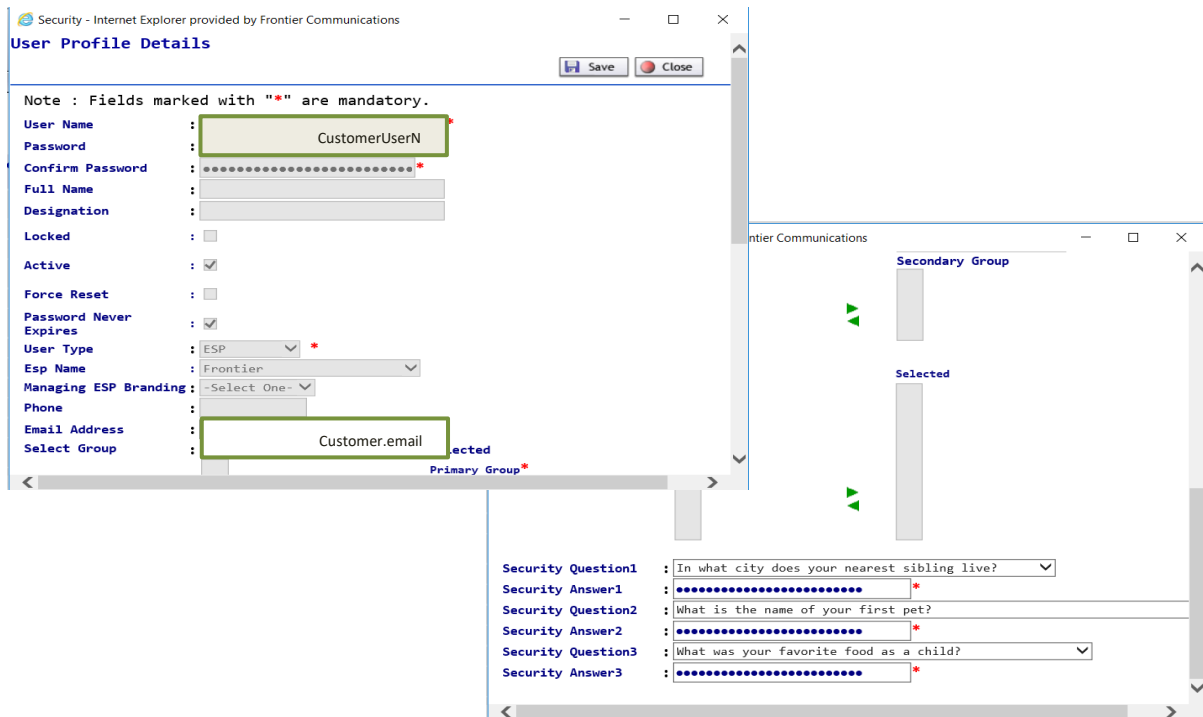 Security - Internet Explorer provided by Frontier Communications
User Profile Details
Save Close
Note : Fields marked with "*" are mandatory.
User Name : CustomerUserN *
Password :
Confirm Password : ••••••••••••••••••••••••• *
Full Name :
Designation :
Locked :
Active :
Force Reset :
Password Never
Expires :
User Type : ESP *
Esp Name : Frontier
Managing ESP Branding : -Select One-
Phone :
Email Address :
Customer.email
Select Group : lected
Primary Group*
ntier Communications
Secondary Group
Selected
Security Question1 : In what city does your nearest sibling live?
Security Answer1 : ••••••••••••••••••••••••• *
Security Question2 : What is the name of your first pet?
Security Answer2 : ••••••••••••••••••••••••• *
Security Question3 : What was your favorite food as a child?
Security Answer3 : ••••••••••••••••••••••••• *